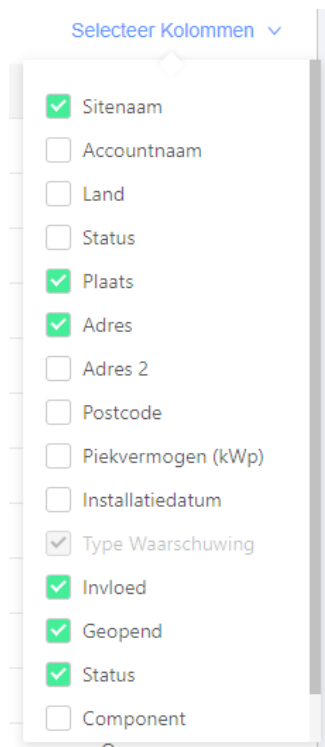 Selecteer Kolommen
Sitenaam
Accountnaam
Land
Status
Plaats
Adres
Adres 2
Postcode
Piekvermogen (kWp)
Installatiedatum
Type Waarschuwing
Invloed
Geopend
Status
Component